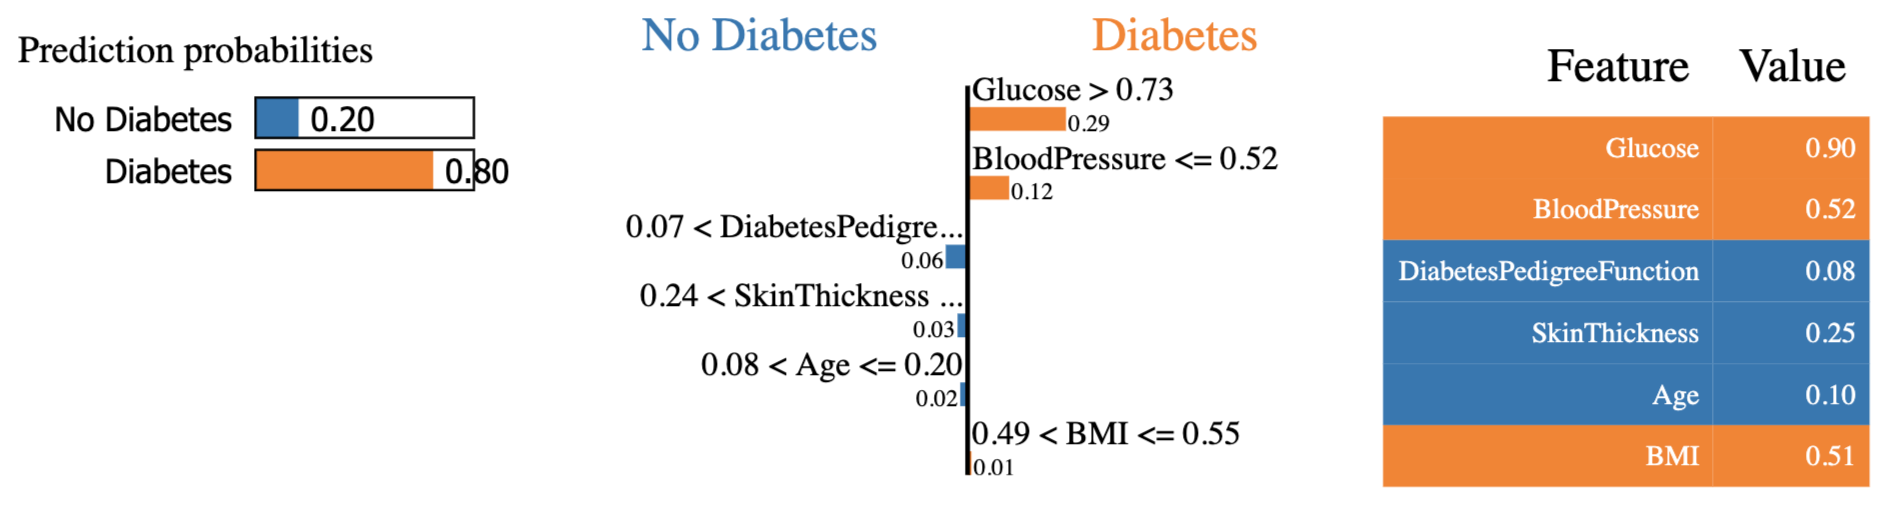 Prediction probabilities
No Diabetes 0.20
Diabetes 0.80
No Diabetes Diabetes
Glucose > 0.73
0.29
BloodPressure <= 0.52
0.12
0.07 < DiabetesPedigre...
0.06
0.24 < SkinThickness ...
0.03
0.08 < Age <= 0.20
0.02
0.49 < BMI <= 0.55
0.01
Feature Value
Glucose 0.90
BloodPressure 0.52
DiabetesPedigreeFunction 0.08
SkinThickness 0.25
Age 0.10
BMI 0.51